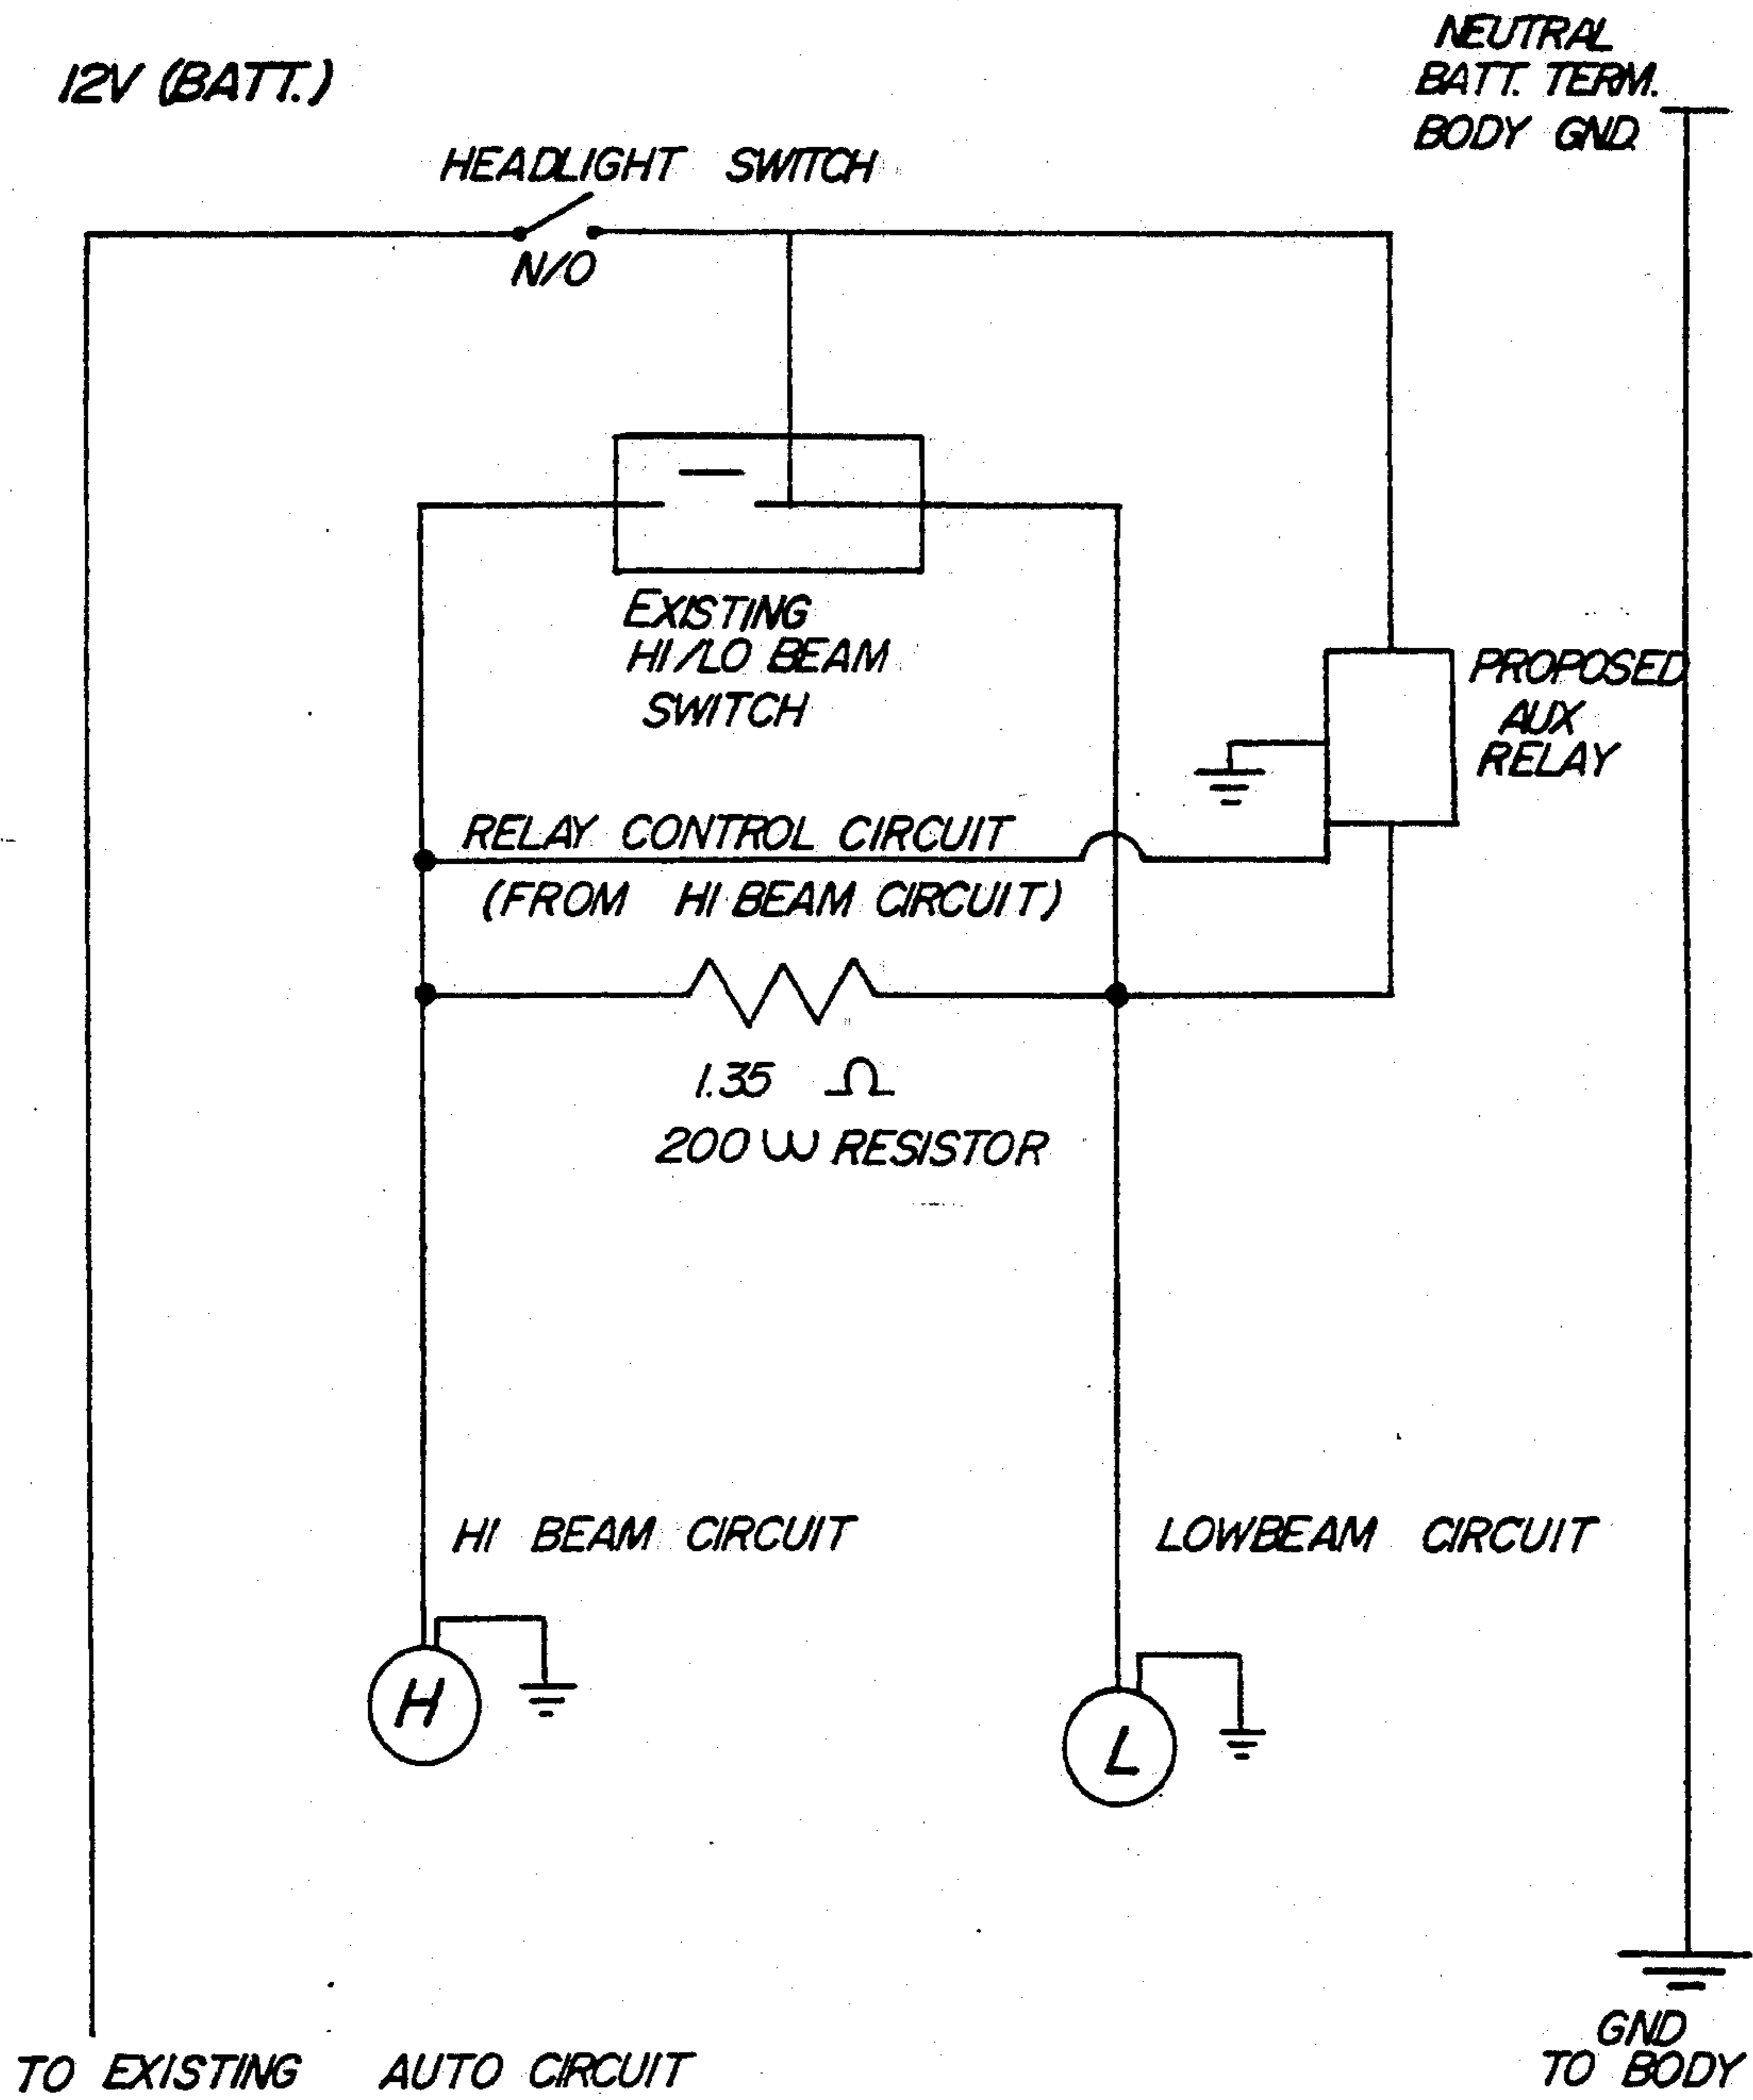 12V (BATT.)
NEUTRAL
BATT. TERM.
BODY GND.
HEADLIGHT SWITCH
N/O
EXISTING
HI/LO BEAM
SWITCH
PROPOSED
AUX
RELAY
RELAY CONTROL CIRCUIT
(FROM HI BEAM CIRCUIT)
1.35 Ω
200 W RESISTOR
HI BEAM CIRCUIT
LOWBEAM CIRCUIT
H
L
GND
TO BODY
TO EXISTING AUTO CIRCUIT